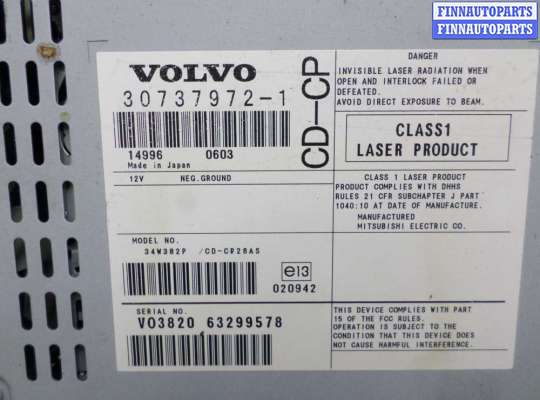 FINNAUTOPARTS
FINNAUTOPARTS
VOLVO
30737972-1
14996 0603
Made in Japan
12V NEG.GROUND
CD-CP
DANGER
INVISIBLE LASER RADIATION WHEN
OPEN AND INTERLOCK FAILED OR
DEFEATED.
AVOID DIRECT EXPOSURE TO BEAM.
CLASS1
LASER PRODUCT
CLASS 1 LASER PRODUCT
PRODUCT COMPLIES WITH DHHS
RULES 21 CFR SUBCHAPTER J PART
1040:10 AT DATE OF MANUFACTURE.
MANUFACTURED
MITSUBISHI ELECTRIC CO.
MODEL NO.
34W382P /CD-CP28AS
e13
020942
SERIAL NO.
VO3820 63299578
THIS DEVICE COMPLIES WITH PART
15 OF THE FCC RULES.
OPERATION IS SUBJECT TO THE
CONDITION THAT THIS DEVICE DOES
NOT CAUSE HARMFUL INTERFERENCE.